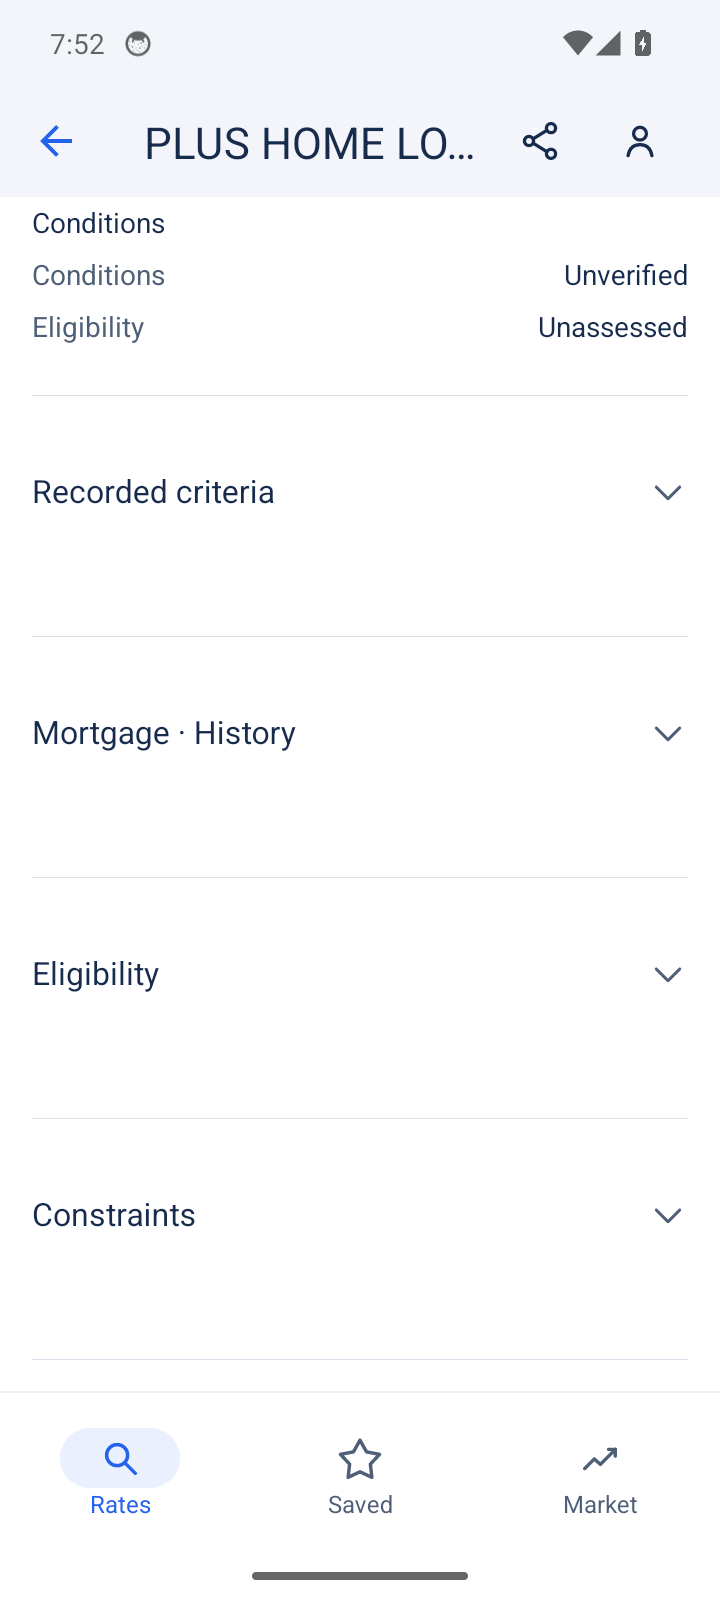 7:52
PLUS HOME LO...
Conditions
Conditions Unverified
Eligibility Unassessed
Recorded criteria
Mortgage · History
Eligibility
Constraints
Rates Saved Market